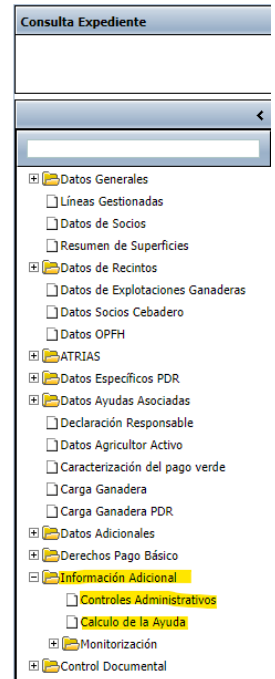 Consulta Expediente
Datos Generales
Líneas Gestionadas
Datos de Socios
Resumen de Superficies
Datos de Recintos
Datos de Explotaciones Ganaderas
Datos Socios Cebadero
Datos OPFH
ATRIAS
Datos Específicos PDR
Datos Ayudas Asociadas
Declaración Responsable
Datos Agricultor Activo
Caracterización del pago verde
Carga Ganadera
Carga Ganadera PDR
Datos Adicionales
Derechos Pago Básico
Información Adicional
Controles Administrativos
Calculo de la Ayuda
Monitorización
Control Documental